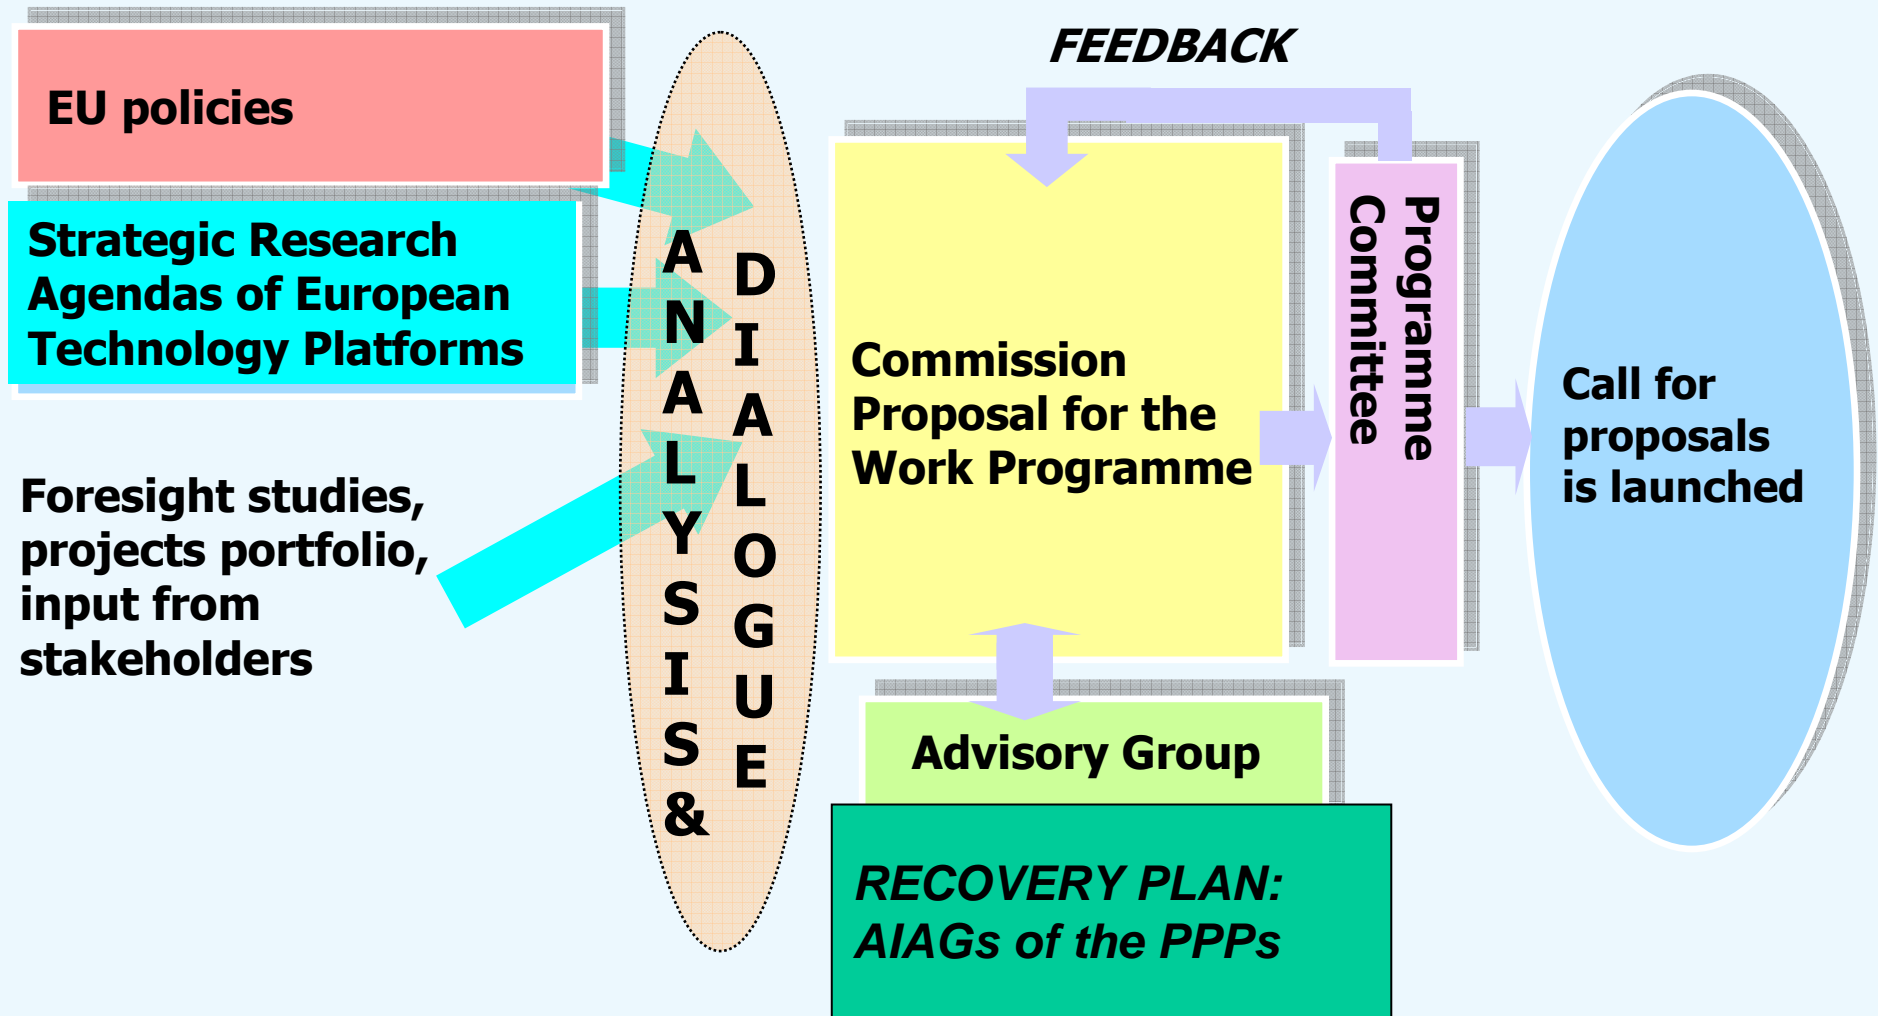 EU policies
Strategic Research
Agendas of European
Technology Platforms
Foresight studies,
projects portfolio,
input from
stakeholders
ANALYSIS&
DIALOGUE
FEEDBACK
Commission
Proposal for the
Work Programme
Programme
Committee
Call for
proposals
is launched
Advisory Group
RECOVERY PLAN:
AIAGs of the PPPs